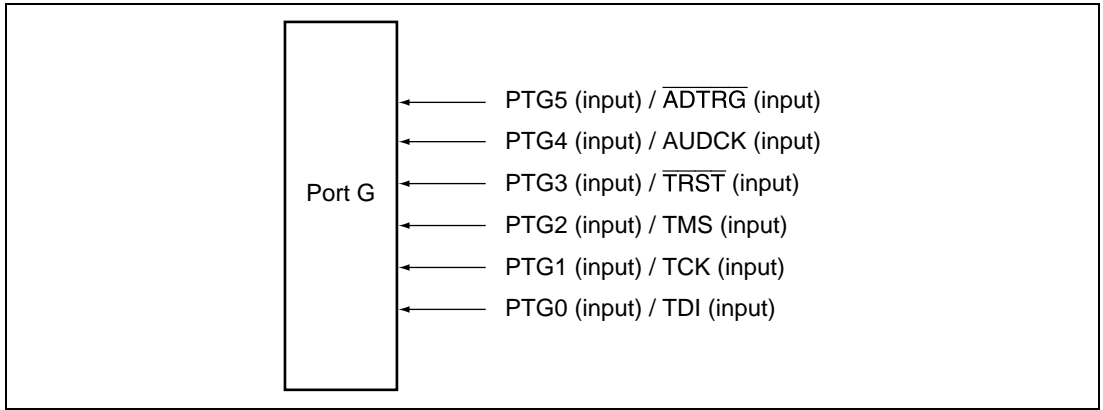 PTG5 (input) / ADTRG (input)
PTG4 (input) / AUDCK (input)
Port G
PTG3 (input) / TRST (input)
PTG2 (input) / TMS (input)
PTG1 (input) / TCK (input)
PTG0 (input) / TDI (input)